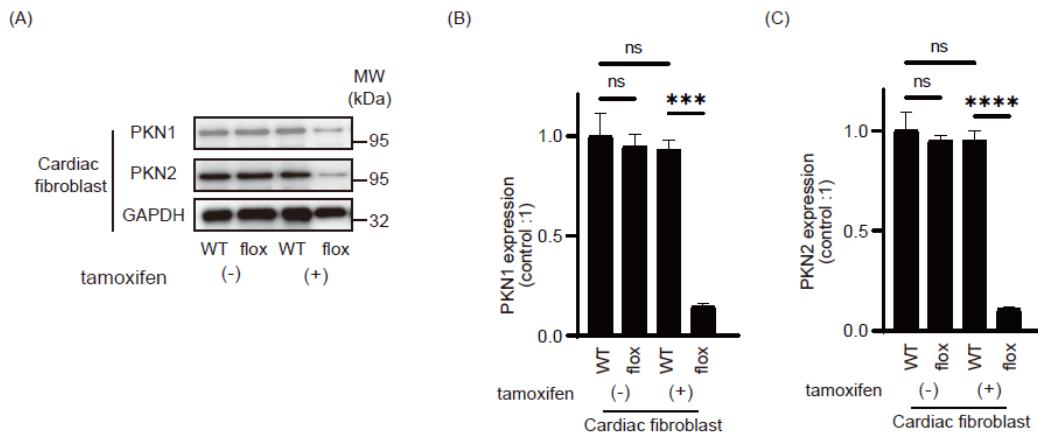 (A)
MW
(kDa)
PKN1
95
Cardiac
fibroblast
PKN2
95
GAPDH
32
WT flox WT flox
tamoxifen (-) (+)
(B)
ns
ns
***
1.0
0.5
0.0
PKN1 expression
(control :1)
WT flox WT flox
tamoxifen (-) (+)
Cardiac fibroblast
(C)
ns
ns
****
1.0
0.5
0.0
PKN2 expression
(control :1)
WT flox WT flox
tamoxifen (-) (+)
Cardiac fibroblast